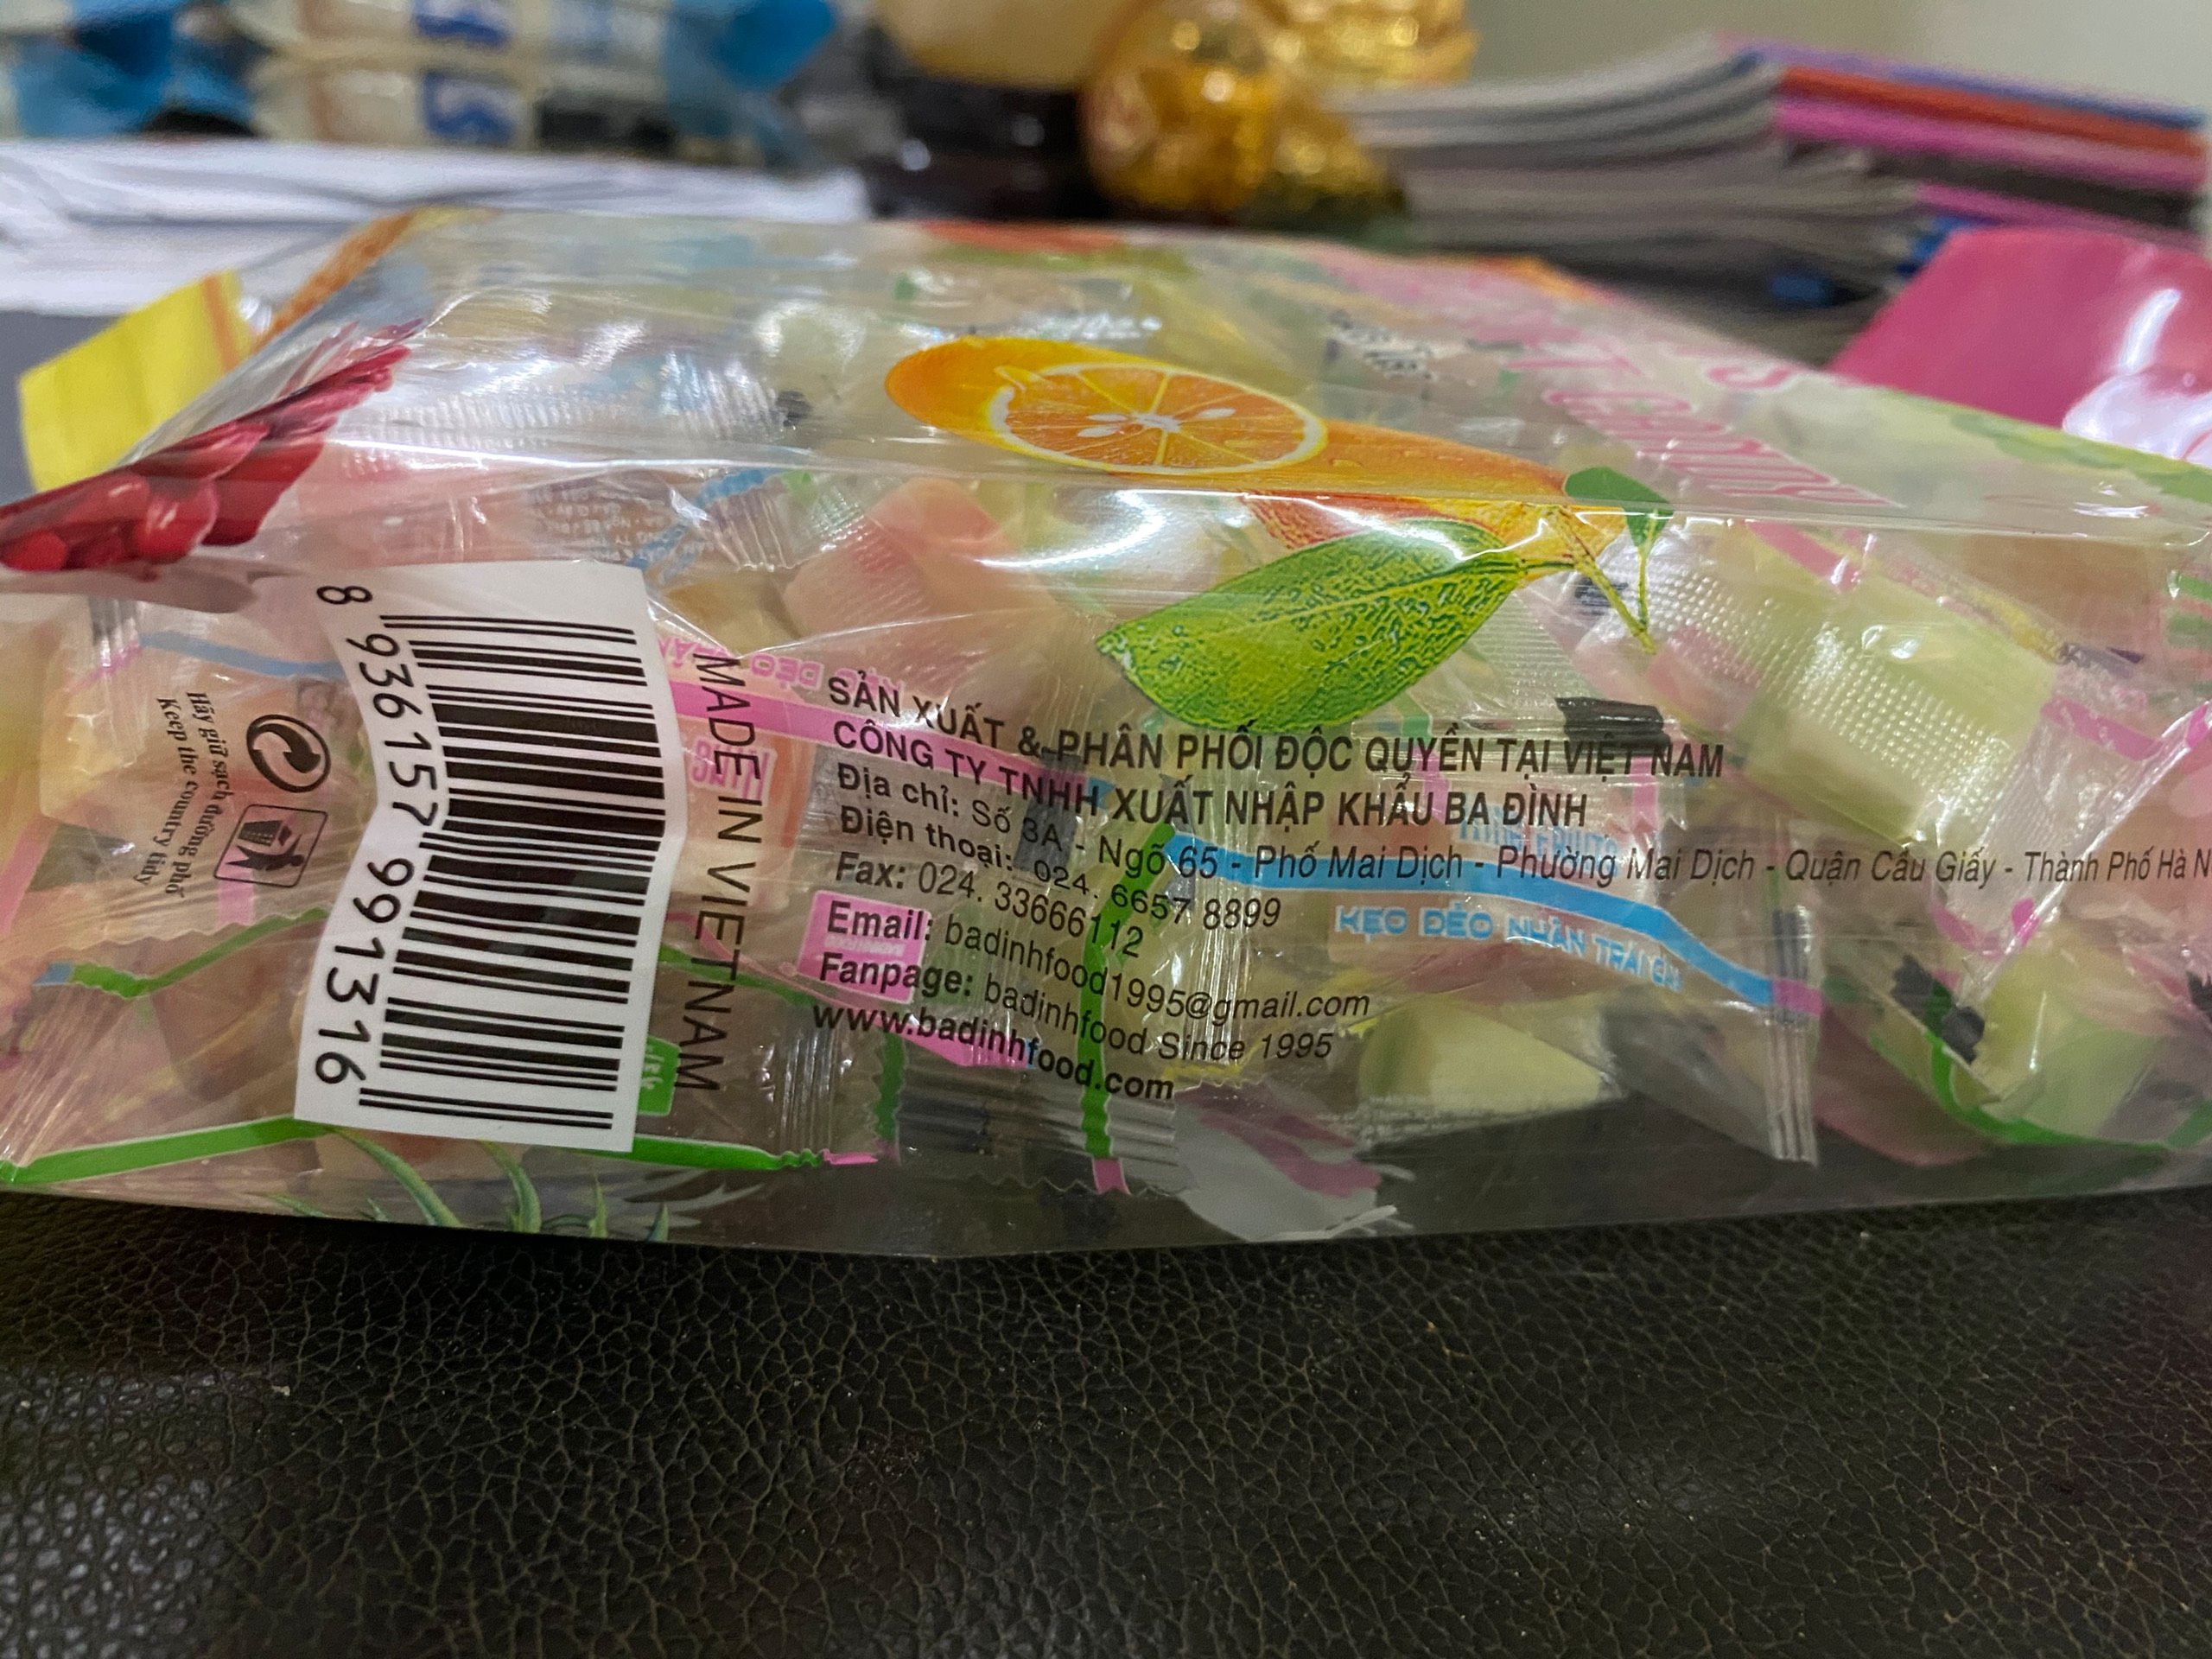 SẢN XUẤT & PHÂN PHỐI ĐỘC QUYỀN TẠI VIỆT NAM
CÔNG TY TNHH XUẤT NHẬP KHẨU BA ĐÌNH
Địa chỉ: Số 3A - Ngõ 65 - Phố Mai Dịch - Phường Mai Dịch - Quận Cầu Giấy - Thành Phố Hà N
Điện thoại: 024. 6657 8899
Fax: 024. 33666112
Email: badinhfood1995@gmail.com
Fanpage: badinhfood Since 1995
www.badinhfood.com
MADE IN VIETNAM
8 936157 991316
Hãy giữ sạch đường phố
Keep the country tidy
KẸO DẺO NHÂN TRÁI